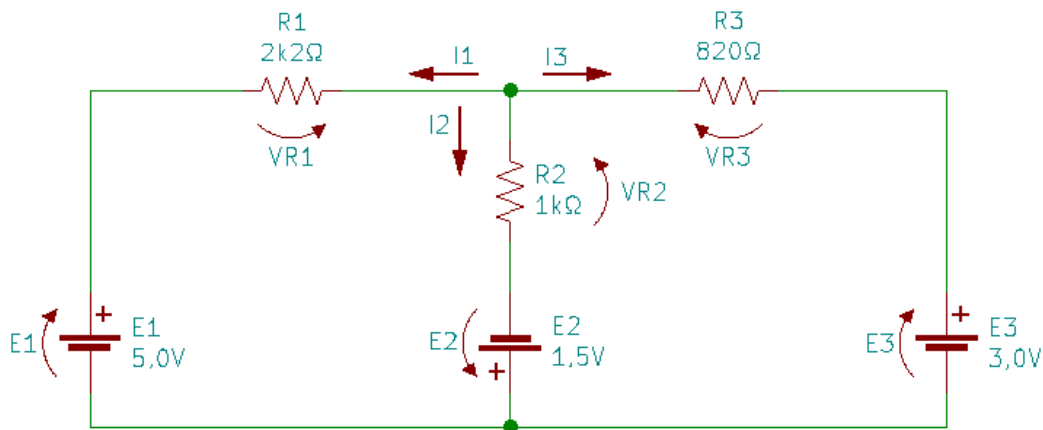 R1
2k2Ω
I1
I3
R3
820Ω
I2
VR1
VR3
R2
1kΩ
VR2
+
E1
E1
5,0V
E2
+
E2
1,5V
+
E3
E3
3,0V